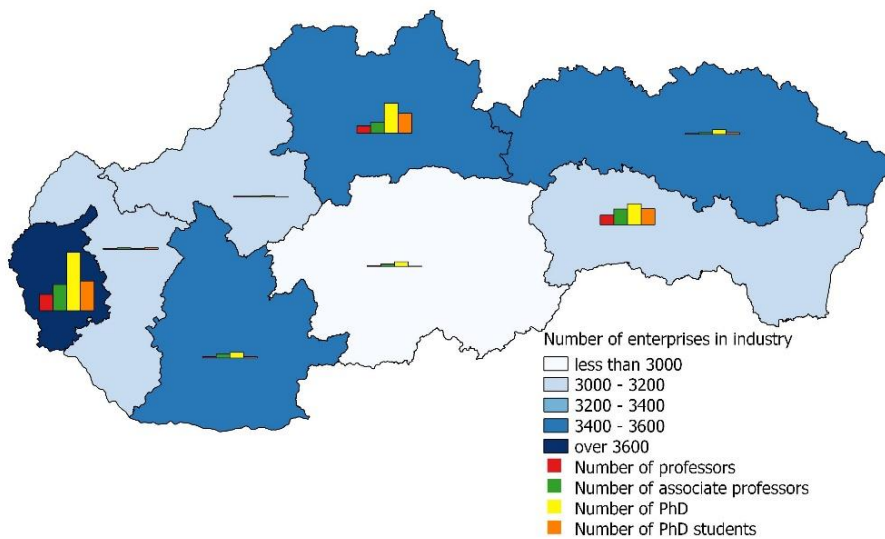 Number of enterprises in industry
less than 3000
3000 - 3200
3200 - 3400
3400 - 3600
over 3600
Number of professors
Number of associate professors
Number of PhD
Number of PhD students